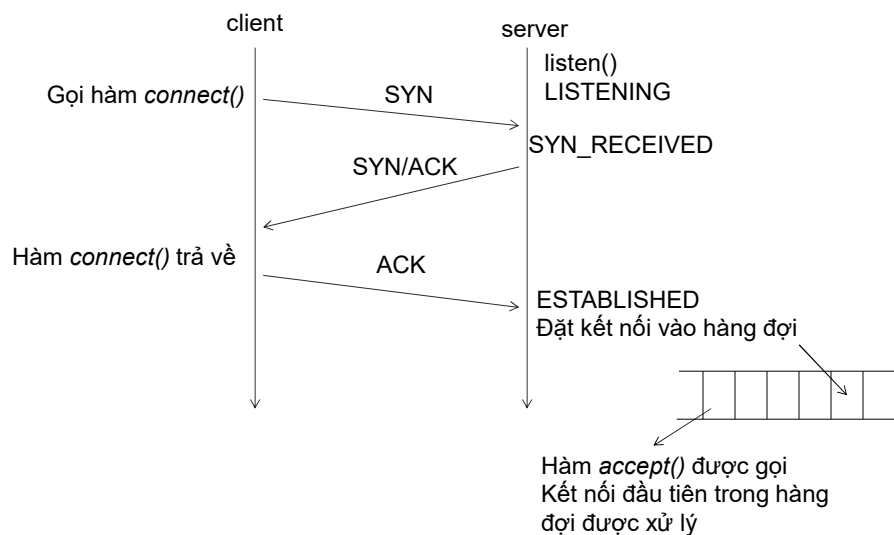 client
server
listen()
LISTENING
Gọi hàm connect()
SYN
SYN_RECEIVED
SYN/ACK
Hàm connect() trả về
ACK
ESTABLISHED
Đặt kết nối vào hàng đợi
Hàm accept() được gọi
Kết nối đầu tiên trong hàng
đợi được xử lý